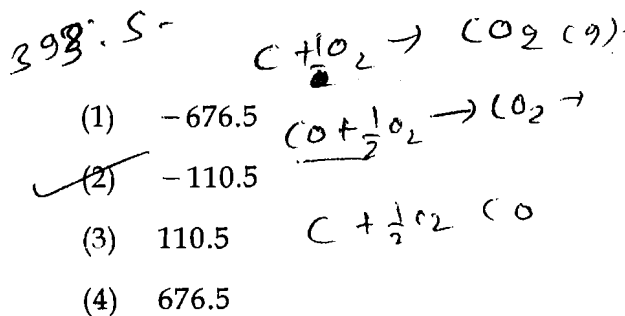 393.5 -
C + O₂ → CO₂ (g).
(1) -676.5
CO + 1/2 O₂ → CO₂ →
(2) -110.5
(3) 110.5
C + 1/2 O₂ CO
(4) 676.5